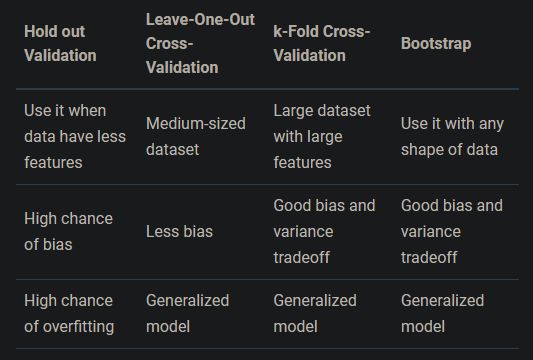 Hold out
Validation
Leave-One-Out
Cross-
Validation
k-Fold Cross-
Validation
Bootstrap
Use it when
data have less
features
Medium-sized
dataset
Large dataset
with large
features
Use it with any
shape of data
High chance
of bias
Less bias
Good bias and
variance
tradeoff
Good bias and
variance
tradeoff
High chance
of overfitting
Generalized
model
Generalized
model
Generalized
model